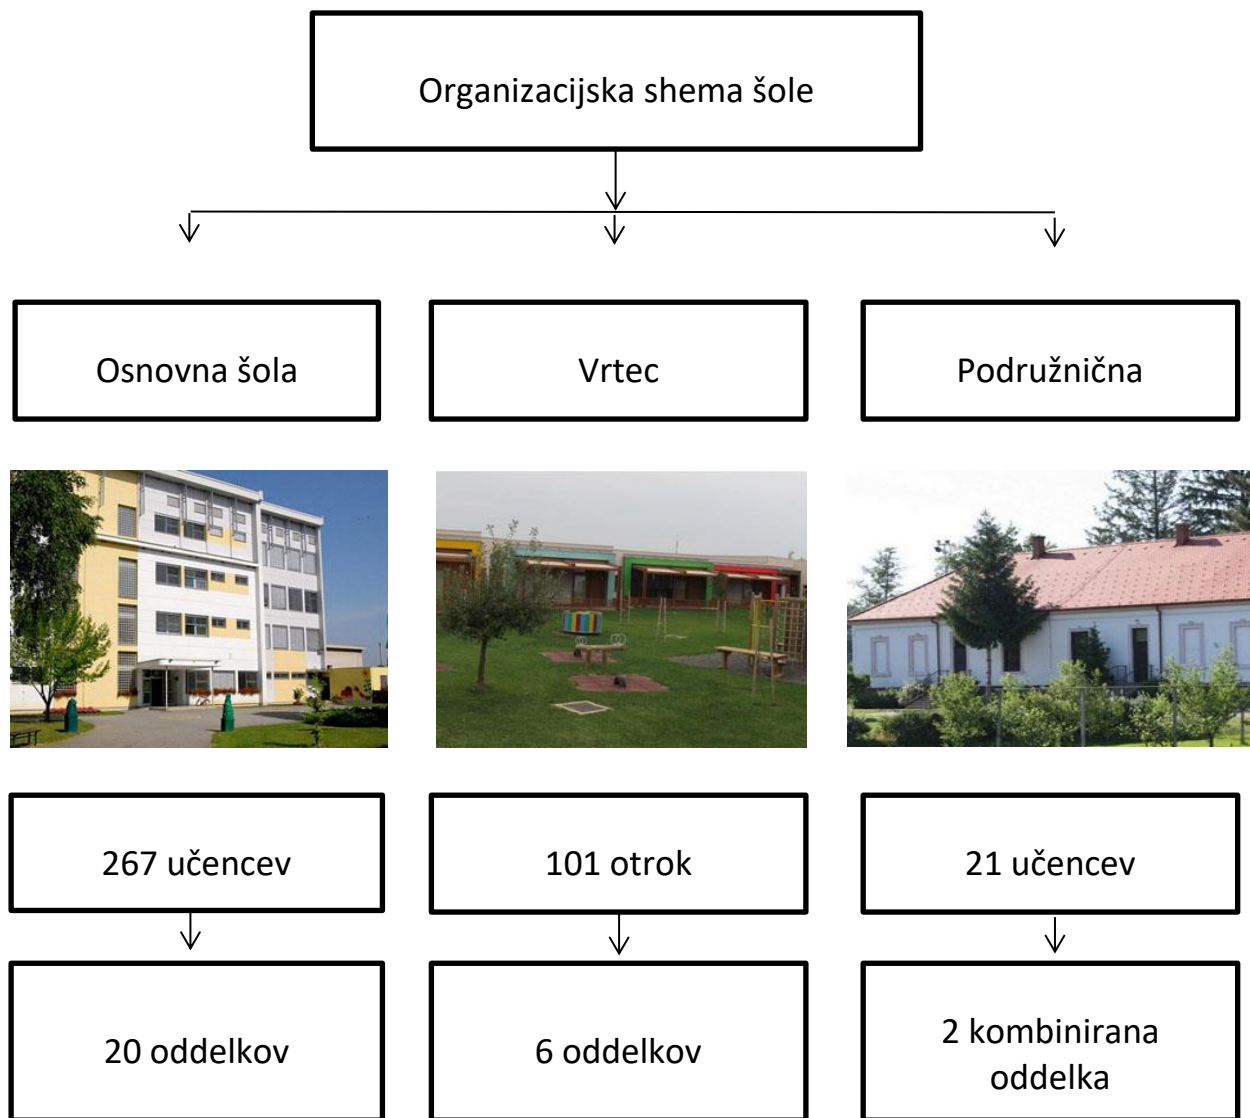 Organizacijska shema šole
Osnovna šola
Vrtec
Podružnična
267 učencev
101 otrok
21 učencev
20 oddelkov
6 oddelkov
2 kombinirana
oddelka